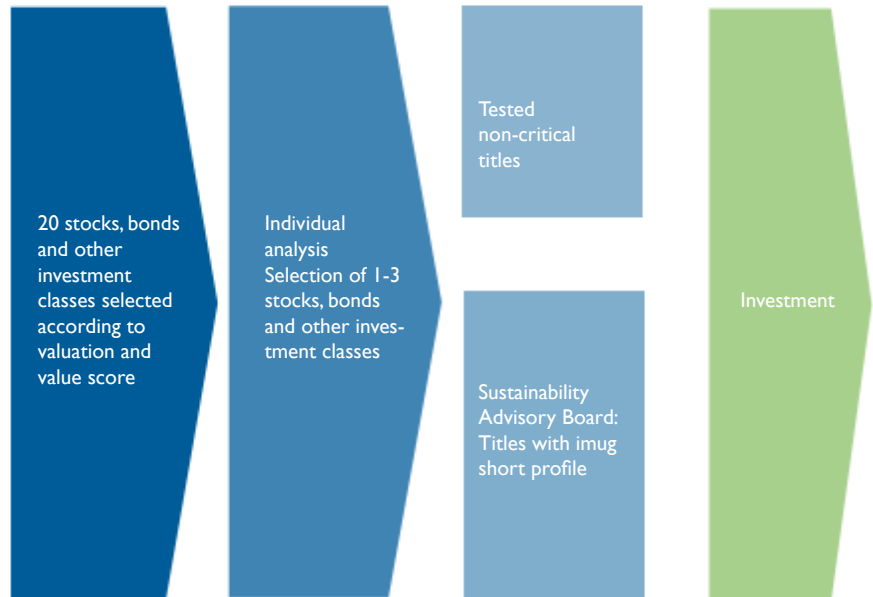 20 stocks, bonds
and other
investment
classes selected
according to
valuation and
value score
Individual
analysis
Selection of 1-3
stocks, bonds
and other inves-
tment classes
Tested
non-critical
titles
Sustainability
Advisory Board:
Titles with imug
short profile
Investment